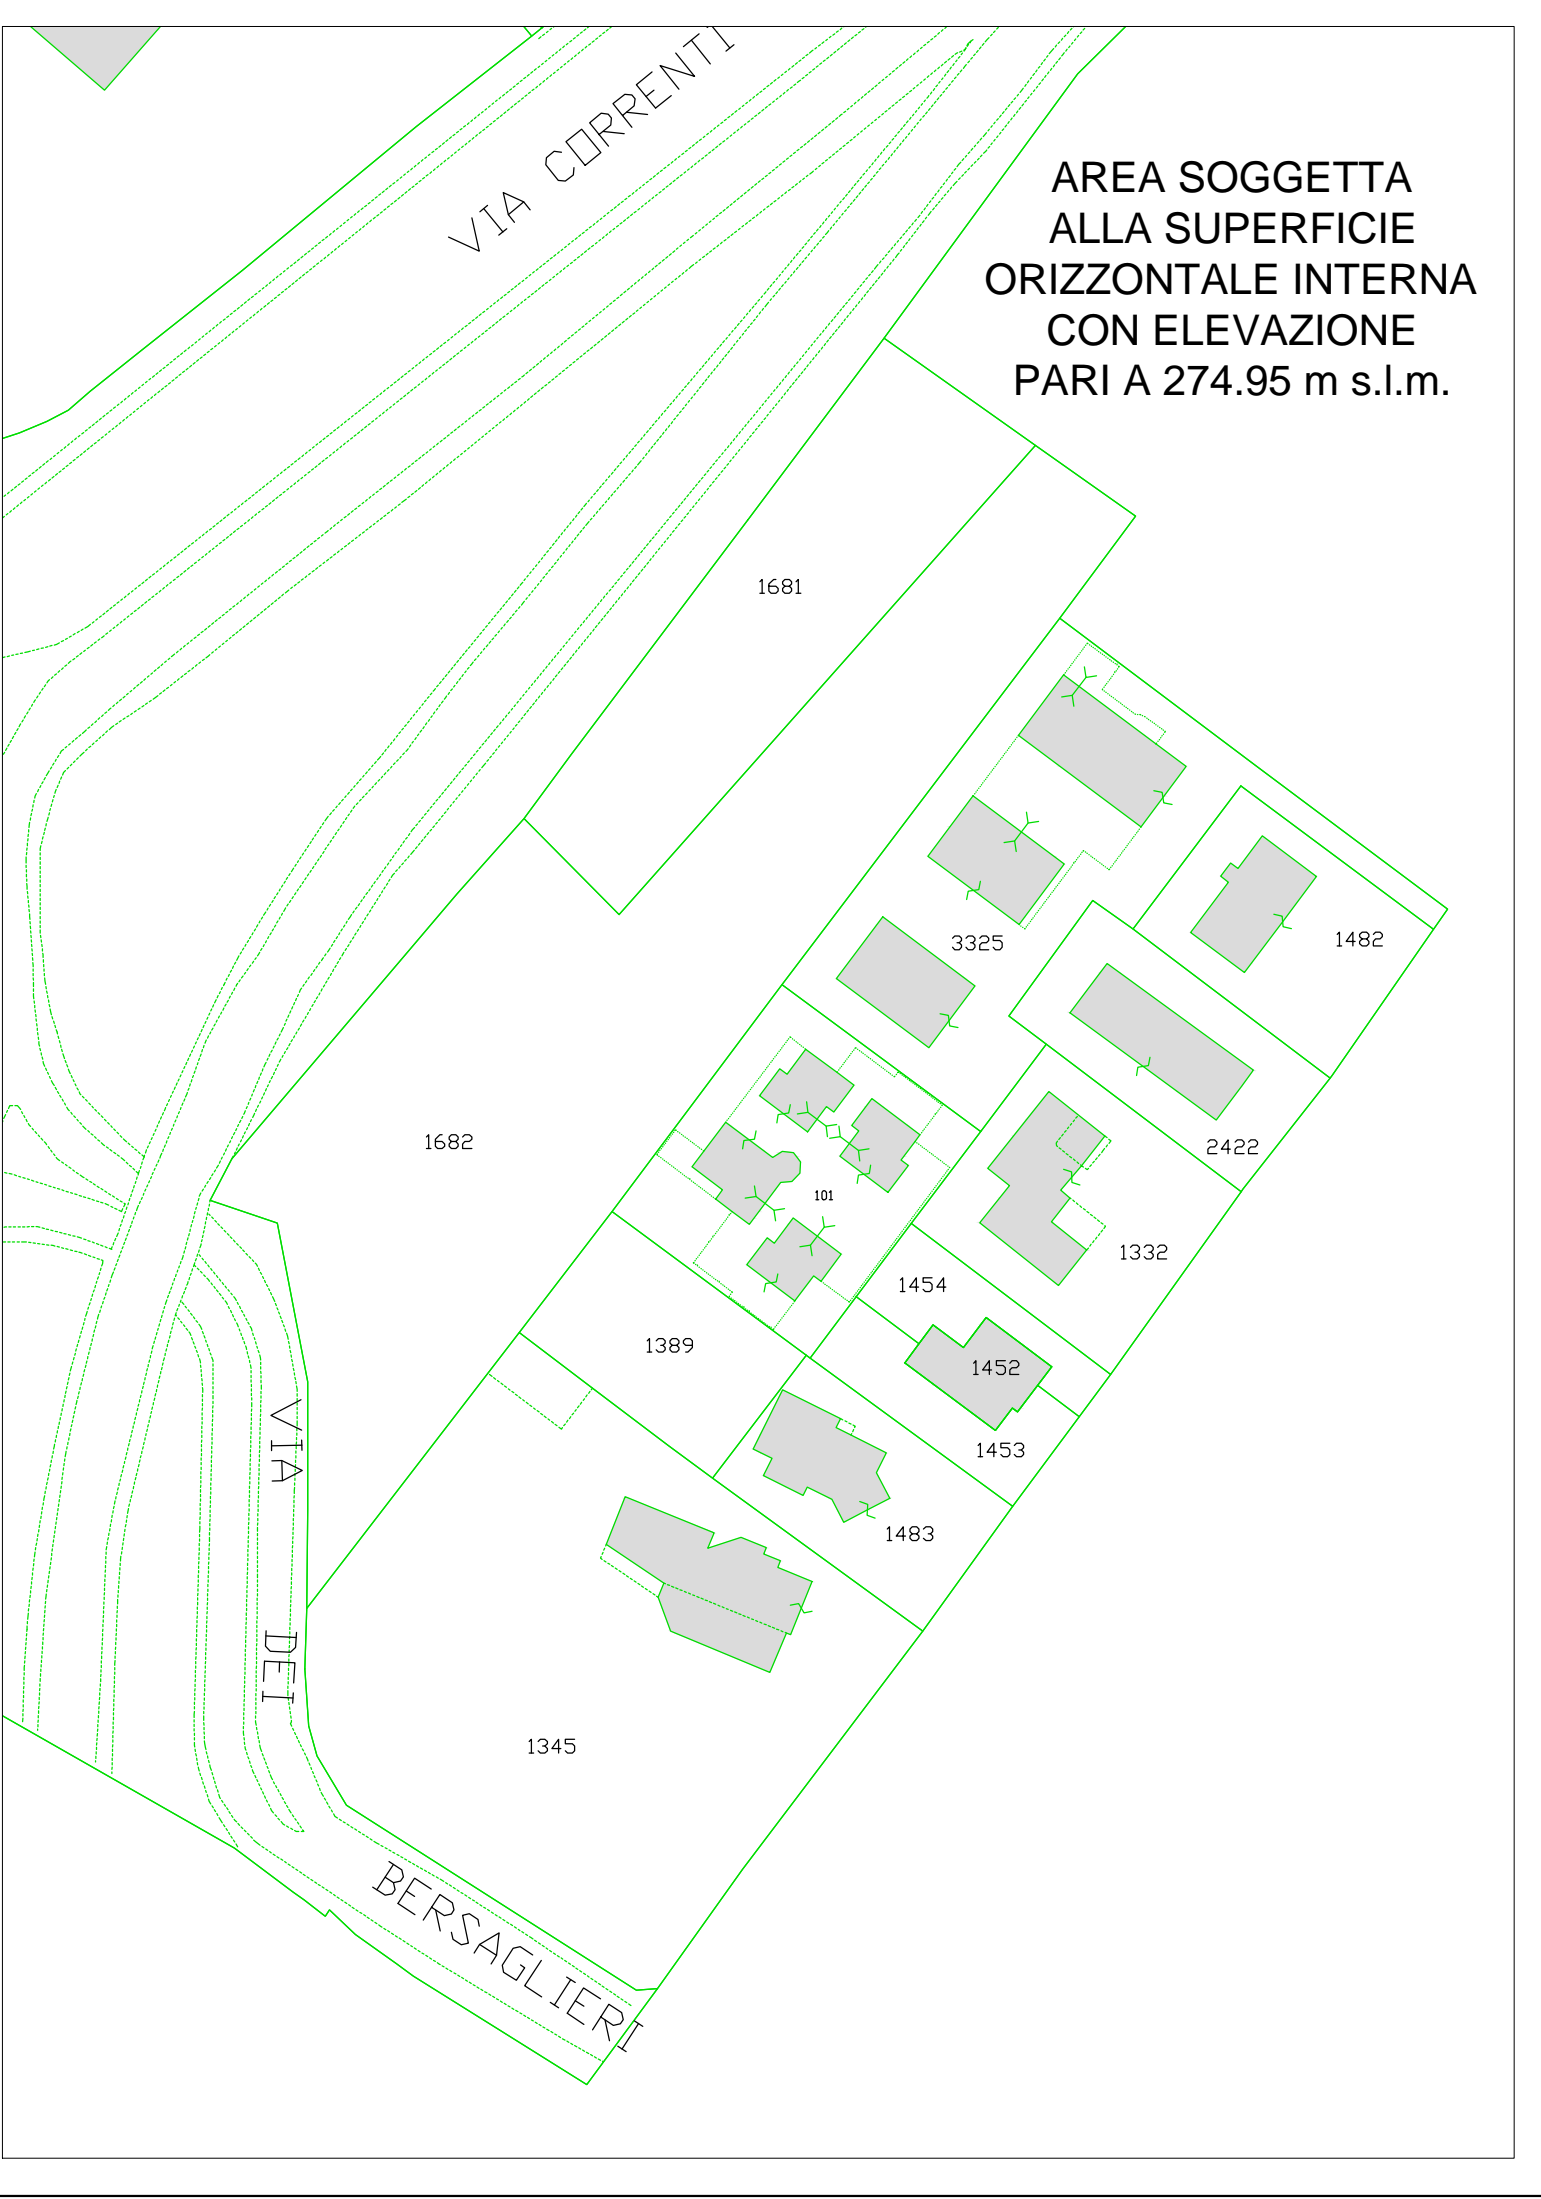 VIA CORRENTI
AREA SOGGETTA
ALLA SUPERFICIE
ORIZZONTALE INTERNA
CON ELEVAZIONE
PARI A 274.95 m s.l.m.
1681
3325
1482
1682
2422
101
1332
1454
1389
1452
1453
1483
1345
VIA DEI BERSAGLIERI